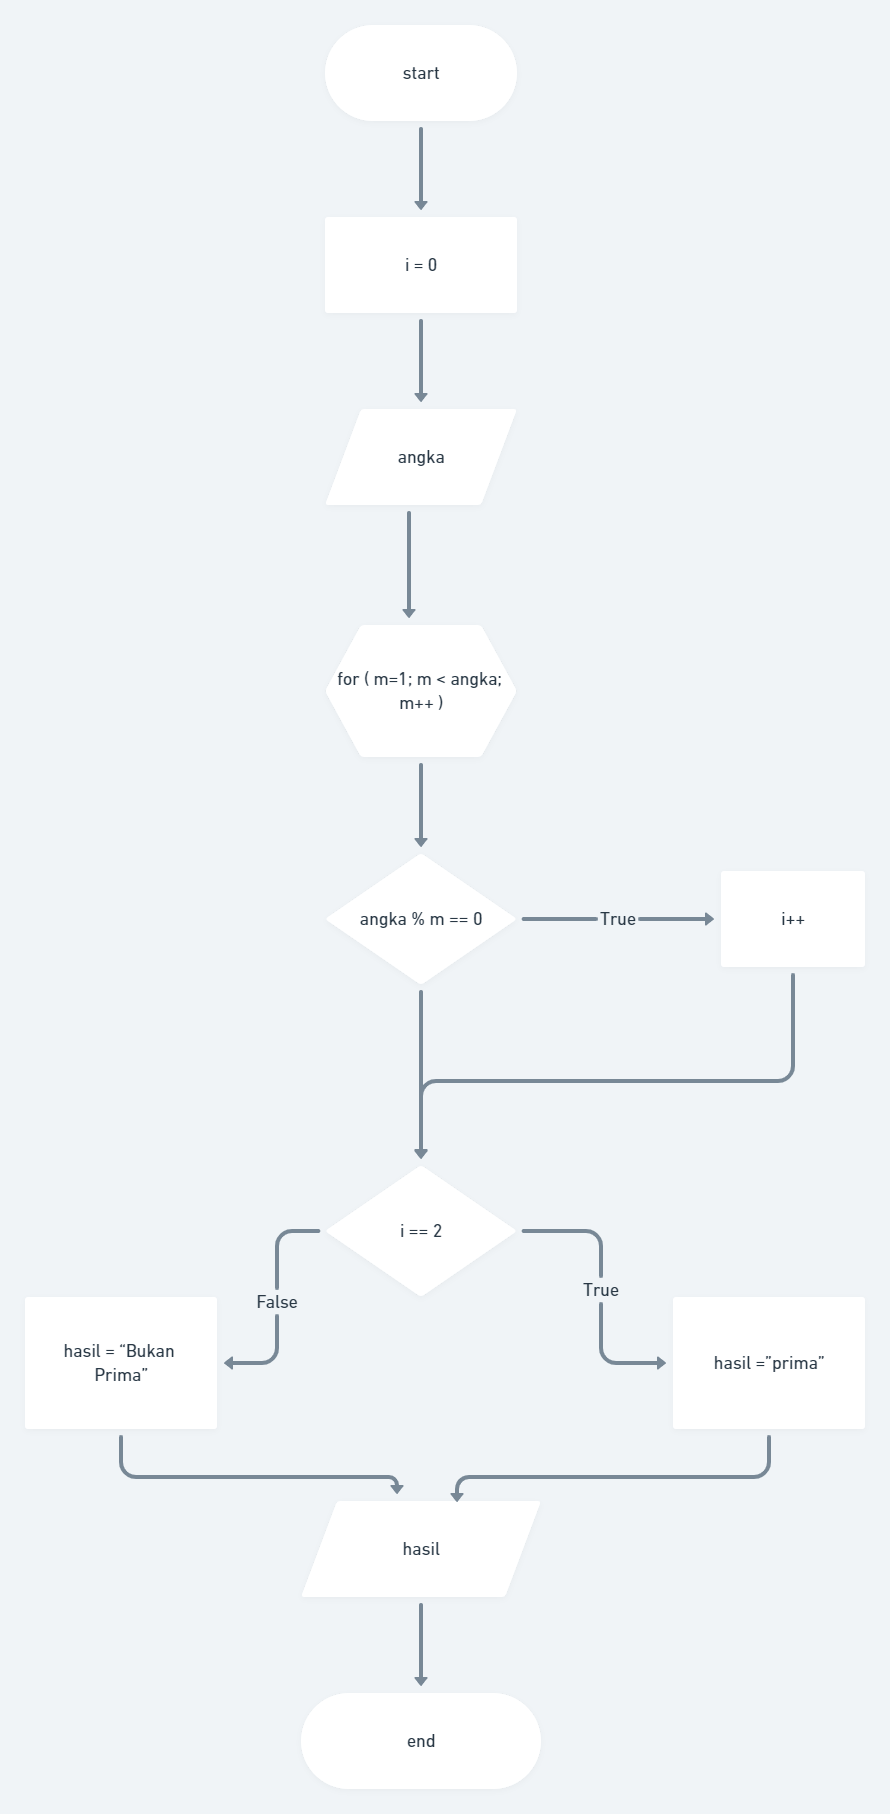 start
i = 0
angka
for ( m=1; m < angka;
m++ )
angka % m == 0
True
i++
i == 2
False
True
hasil = “Bukan
Prima”
hasil =”prima”
hasil
end